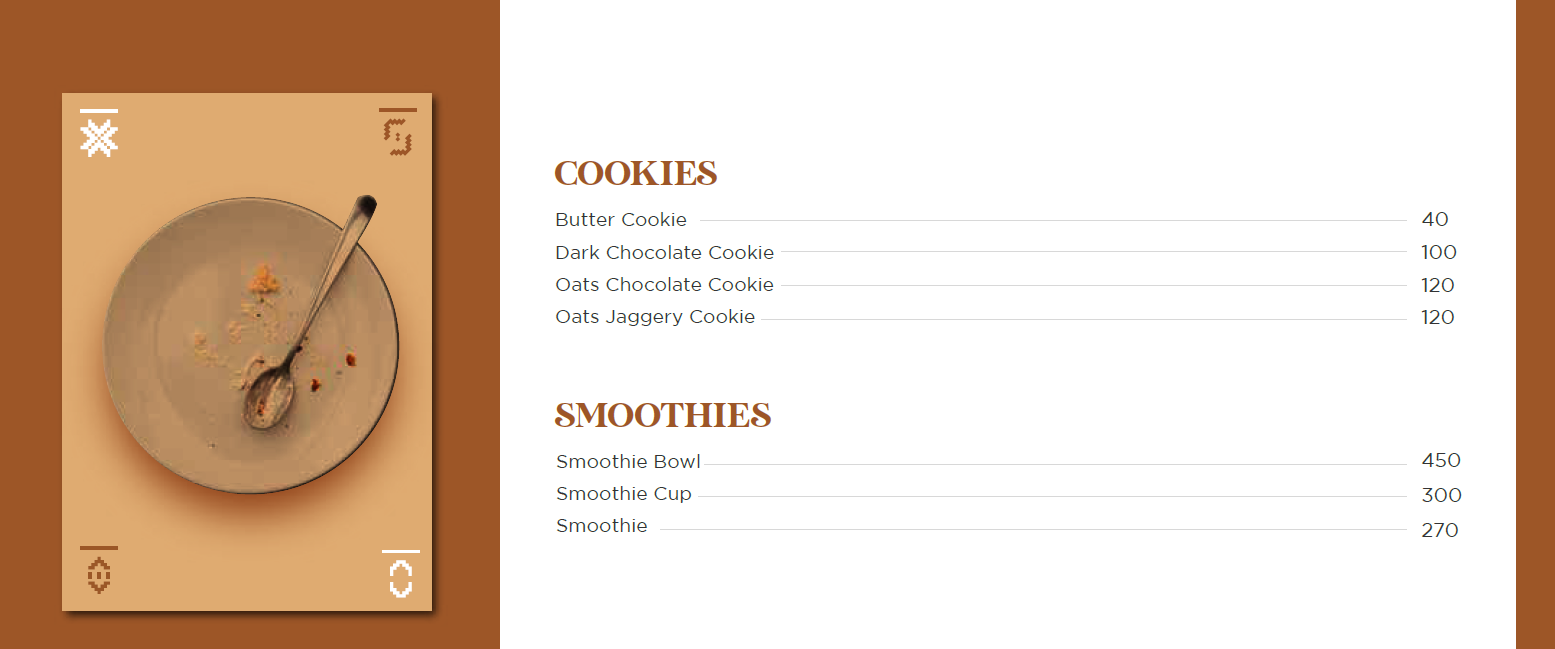 COOKIES
Butter Cookie 40
Dark Chocolate Cookie 100
Oats Chocolate Cookie 120
Oats Jaggery Cookie 120
SMOOTHIES
Smoothie Bowl 450
Smoothie Cup 300
Smoothie 270